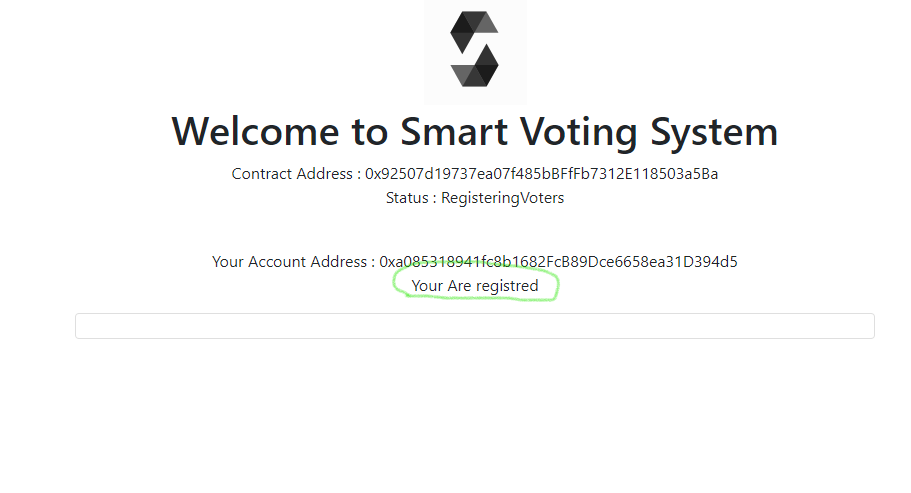 Welcome to Smart Voting System
Contract Address : 0x92507d19737ea07f485bBFfFb7312E118503a5Ba
Status : RegisteringVoters
Your Account Address : 0xa085318941fc8b1682FcB89Dce6658ea31D394d5
Your Are registred